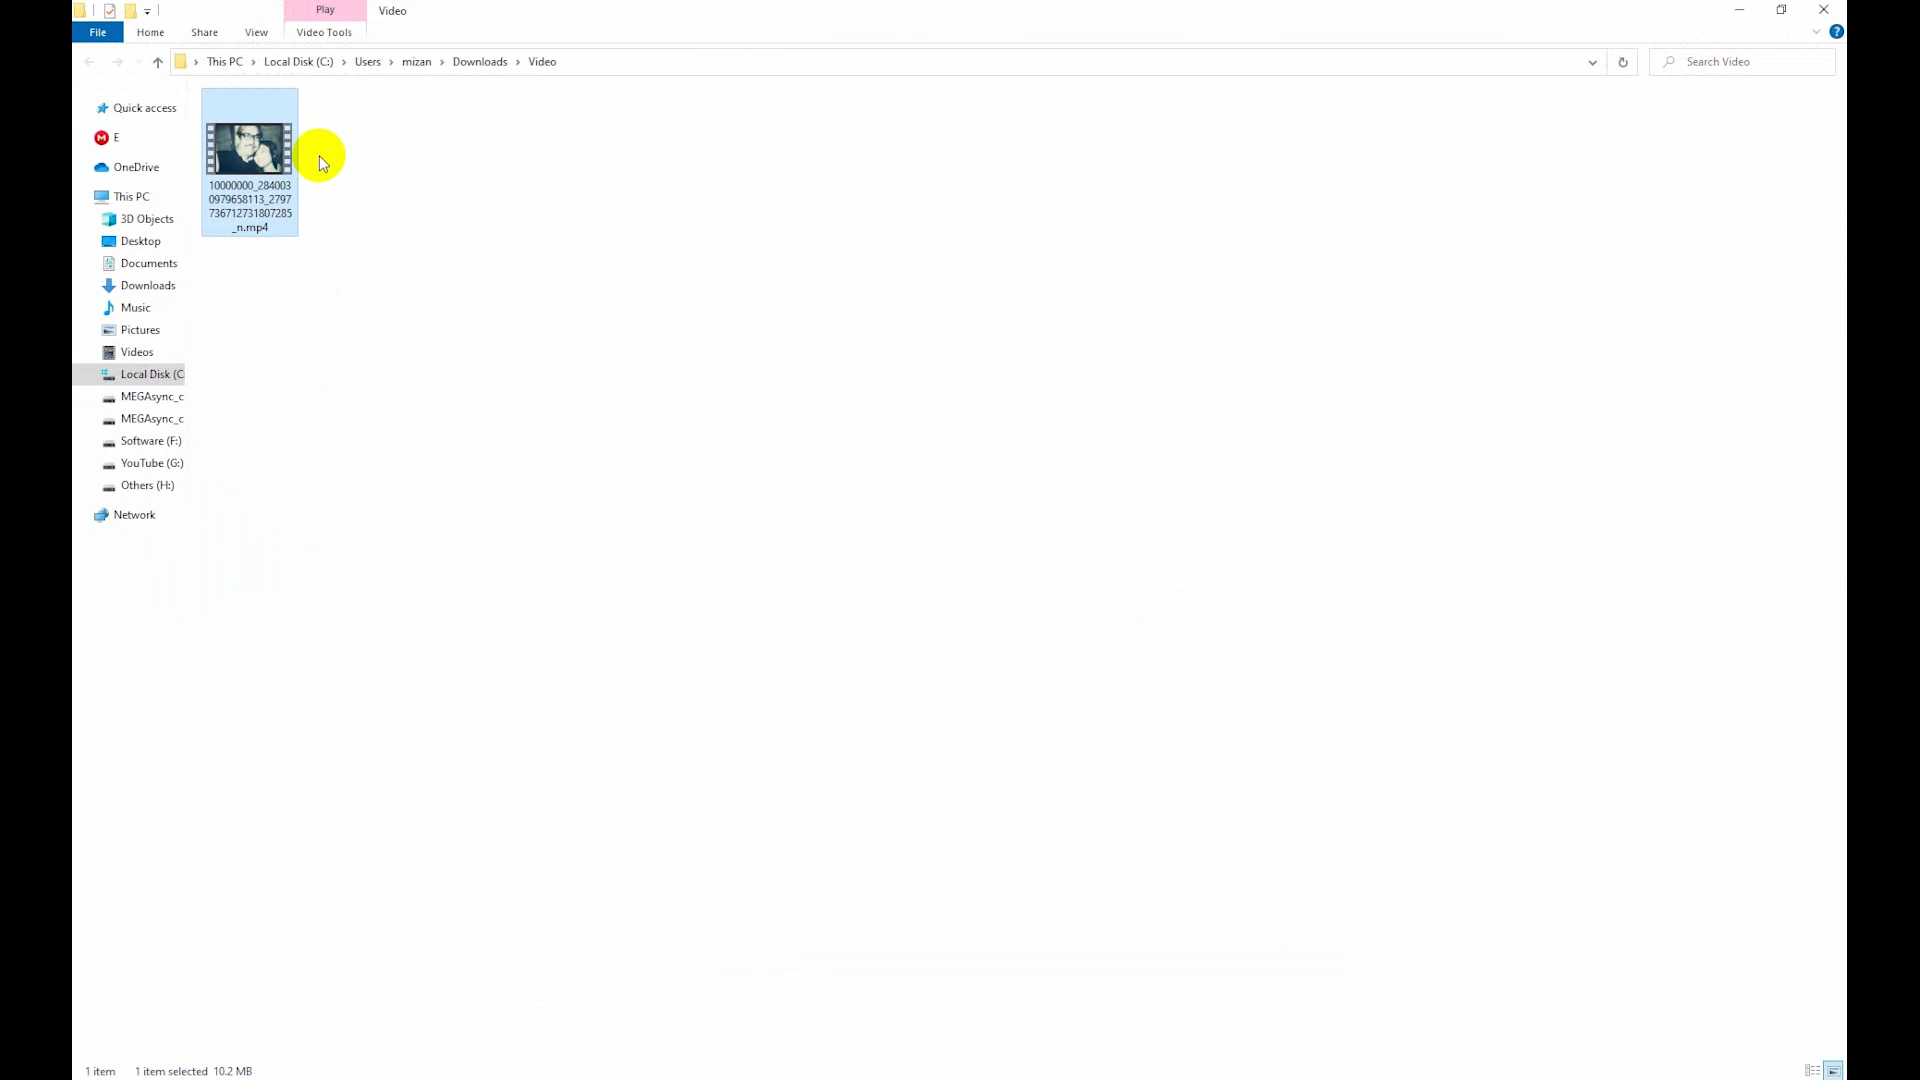 Play
Video
File
Home
Share
View
Video Tools
This PC
Local Disk (C:)
Users
mizan
Downloads
Video
Search Video
Quick access
E
OneDrive
This PC
3D Objects
Desktop
Documents
Downloads
Music
Pictures
Videos
Local Disk (C
MEGAsync_c
MEGAsync_c
Software (F:)
YouTube (G:)
Others (H:)
Network
10000000_284003
0979658113_2797
736712731807285
_n.mp4
1 item
1 item selected 10.2 MB